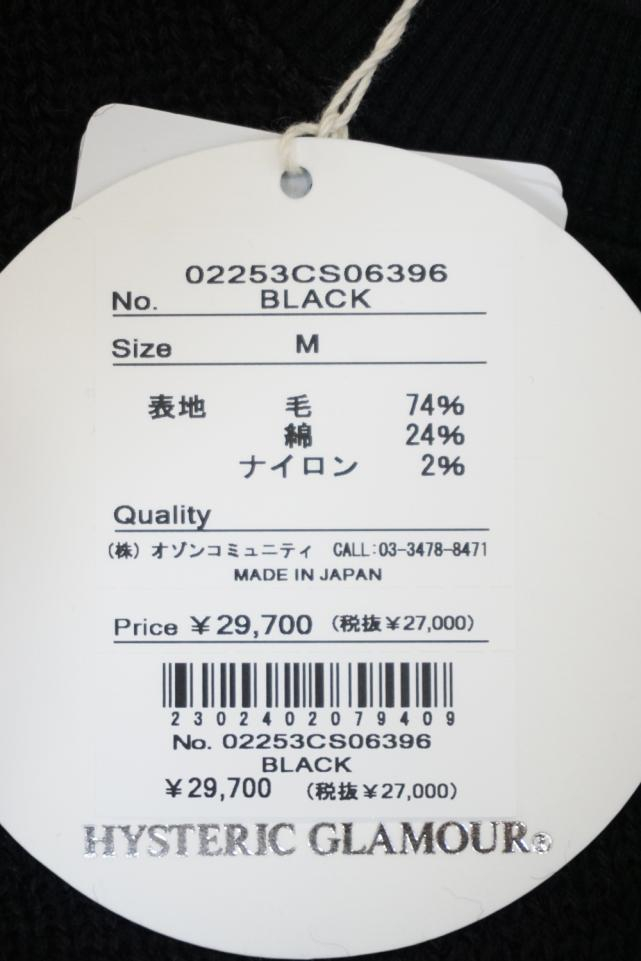 02253CS06396
No. BLACK
Size M
表地 毛 74%
綿 24%
ナイロン 2%
Quality
(株) オゾンコミュニティ CALL:03-3478-8471
MADE IN JAPAN
Price ¥29,700 (税抜¥27,000)
2302402079409
No. 02253CS06396
BLACK
¥29,700 (税抜¥27,000)
HYSTERIC GLAMOUR®